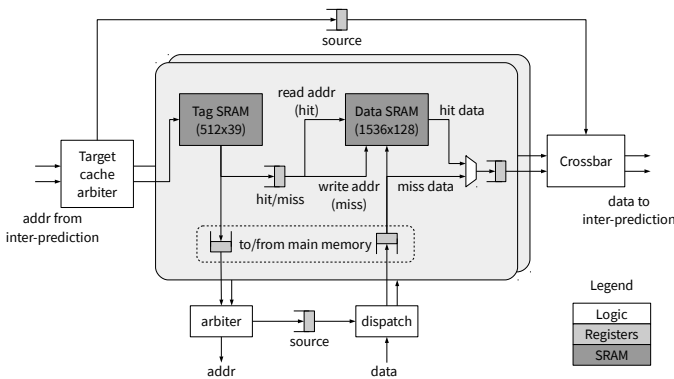 source
read addr
(hit)
Tag SRAM
(512x39)
Data SRAM
(1536x128)
hit data
Target
cache
arbiter
Crossbar
hit/miss
write addr
(miss)
miss data
addr from
inter-prediction
data to
inter-prediction
to/from main memory
arbiter
source
dispatch
addr
data
Legend
Logic
Registers
SRAM